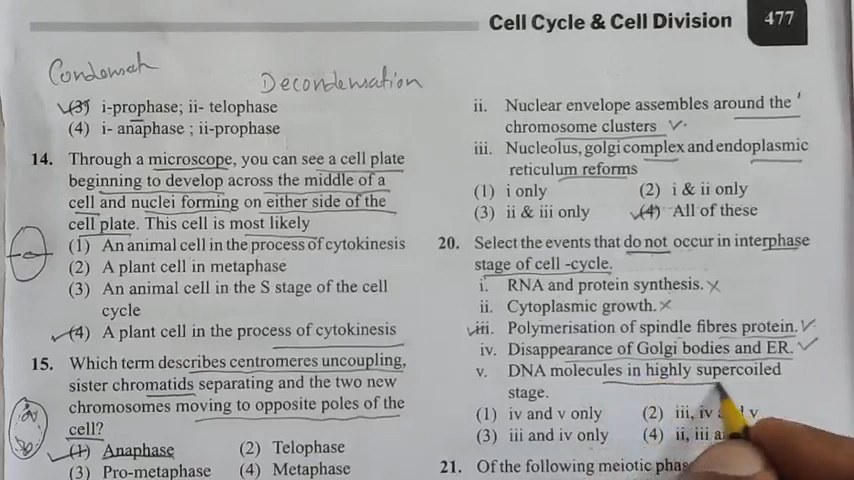 Cell Cycle & Cell Division 477
Decondensation
(3) i-prophase; ii- telophase
(4) i- anaphase ; ii-prophase
14. Through a microscope, you can see a cell plate
beginning to develop across the middle of a
cell and nuclei forming on either side of the
cell plate. This cell is most likely
(1) An animal cell in the process of cytokinesis
(2) A plant cell in metaphase
(3) An animal cell in the S stage of the cell
cycle
(4) A plant cell in the process of cytokinesis
15. Which term describes centromeres uncoupling,
sister chromatids separating and the two new
chromosomes moving to opposite poles of the
cell?
(1) Anaphase (2) Telophase
(3) Pro-metaphase (4) Metaphase
ii. Nuclear envelope assembles around the
chromosome clusters
iii. Nucleolus, golgi complex and endoplasmic
reticulum reforms
(1) i only (2) i & ii only
(3) ii & iii only (4) All of these
20. Select the events that do not occur in interphase
stage of cell -cycle.
i. RNA and protein synthesis.
ii. Cytoplasmic growth.
iii. Polymerisation of spindle fibres protein.
iv. Disappearance of Golgi bodies and ER.
v. DNA molecules in highly supercoiled
stage.
(1) iv and v only (2) iii, iv v
(3) iii and iv only (4) ii, iii
21. Of the following meiotic